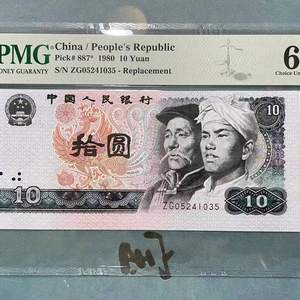 PMG
MONEY GUARANTY
China / People's Republic
Pick# 887* 1980 10 Yuan
S/N ZG05241035 - Replacement
6
Choice Un
中国人民银行
10
拾圆
10
10
ZG05241035